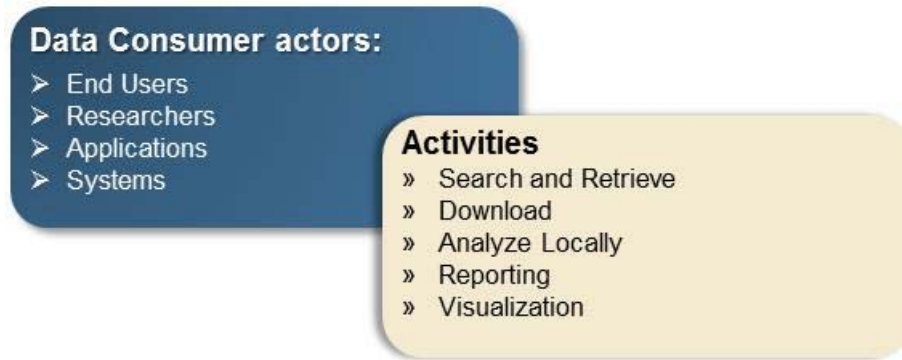 Data Consumer actors:
➢ End Users
➢ Researchers
➢ Applications
➢ Systems
Activities
» Search and Retrieve
» Download
» Analyze Locally
» Reporting
» Visualization